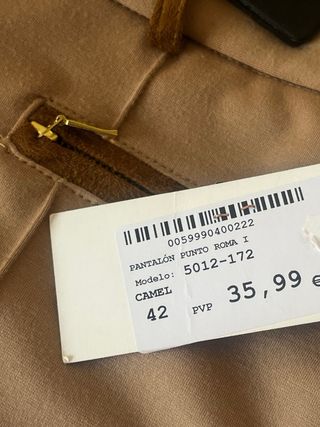 0059990400222
PANTALÓN PUNTO ROMA I
Modelo: 5012-172
CAMEL
42 PVP 35,99 €